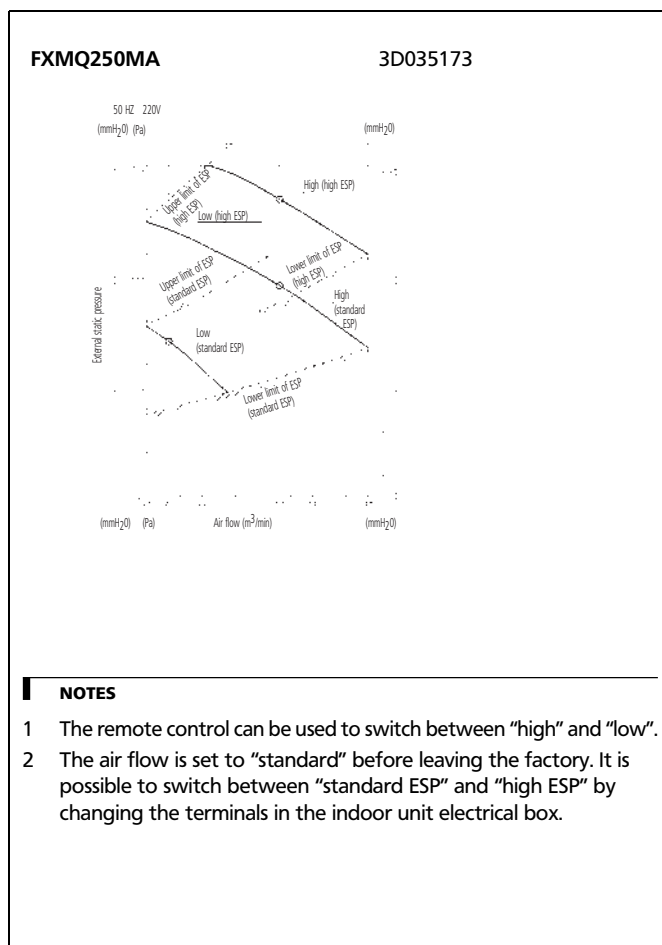 FXMQ250MA 3D035173
50 HZ 220V
(mmH2O) (Pa) (mmH2O)
Upper limit of ESP
(high ESP)
High (high ESP)
Low (high ESP)
Upper limit of ESP
(standard ESP)
Lower limit of ESP
(high ESP)
High
(standard
ESP)
External static pressure
Low
(standard ESP)
Lower limit of ESP
(standard ESP)
(mmH2O) (Pa) Air flow (m3/min) (mmH2O)
NOTES
1 The remote control can be used to switch between “high” and “low”.
2 The air flow is set to “standard” before leaving the factory. It is
possible to switch between “standard ESP” and “high ESP” by
changing the terminals in the indoor unit electrical box.